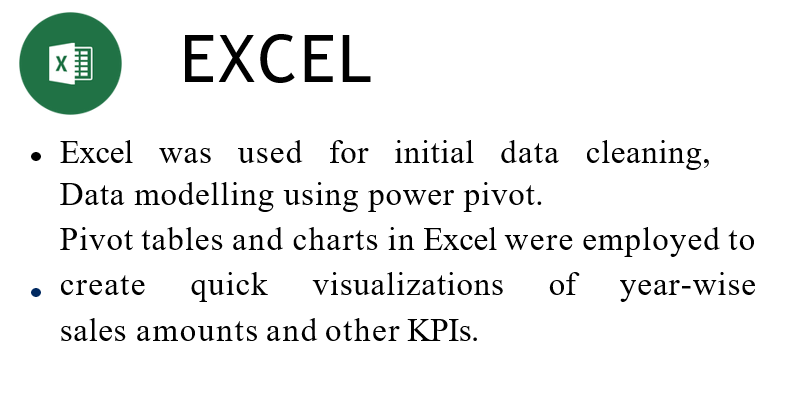 X
EXCEL
• Excel was used for initial data cleaning,
Data modelling using power pivot.
Pivot tables and charts in Excel were employed to
• create quick visualizations of year-wise
sales amounts and other KPIs.